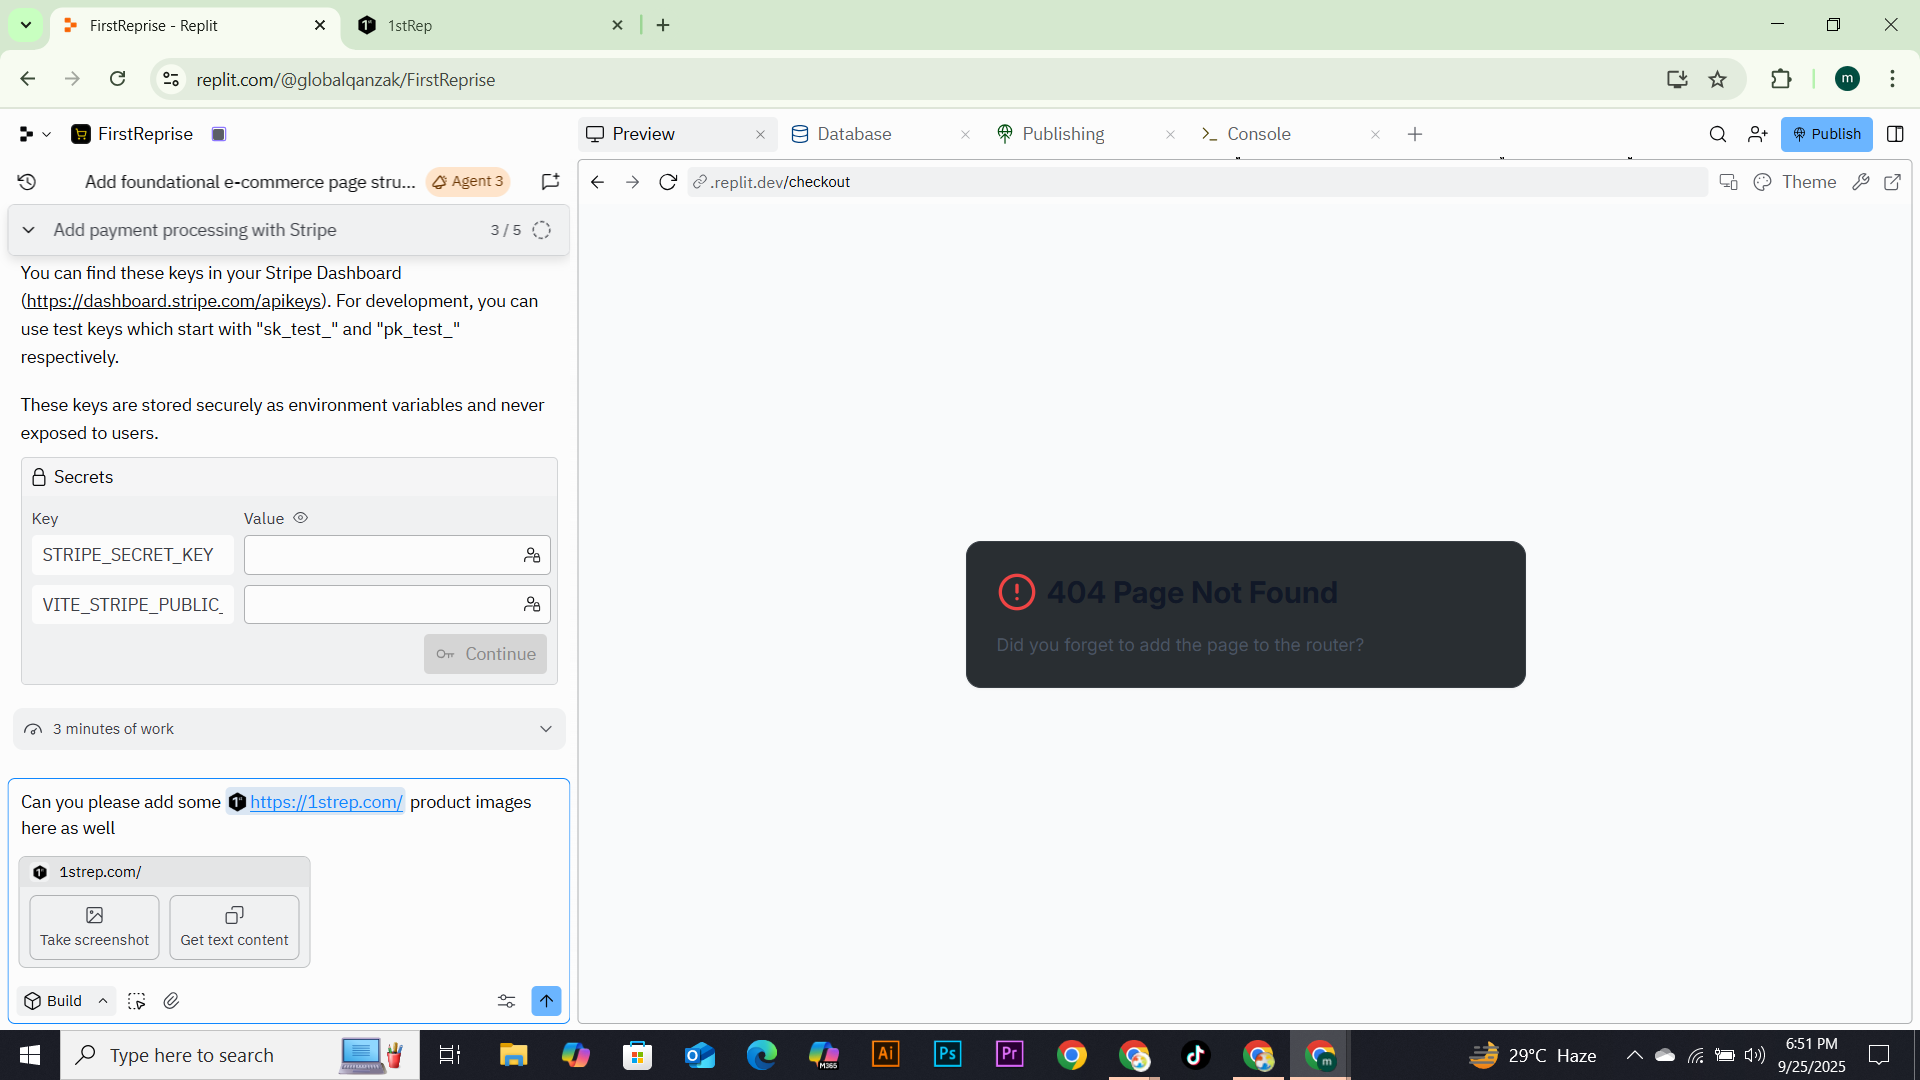 FirstReprise - Replit
1stRep
replit.com/@globalqanzak/FirstReprise
m
FirstReprise
Preview
Database
Publishing
Console
Publish
Add foundational e-commerce page stru...
Agent 3
.replit.dev/checkout
Theme
Add payment processing with Stripe
3 / 5
You can find these keys in your Stripe Dashboard
(https://dashboard.stripe.com/apikeys). For development, you can
use test keys which start with "sk_test_" and "pk_test_"
respectively.
These keys are stored securely as environment variables and never
exposed to users.
Secrets
Key
Value
STRIPE_SECRET_KEY
VITE_STRIPE_PUBLIC_
Continue
404 Page Not Found
Did you forget to add the page to the router?
3 minutes of work
Can you please add some https://1strep.com/ product images
here as well
1strep.com/
Take screenshot
Get text content
Build
Type here to search
M365
Ai
Ps
Pr
m
29°C Haze
6:51 PM
9/25/2025